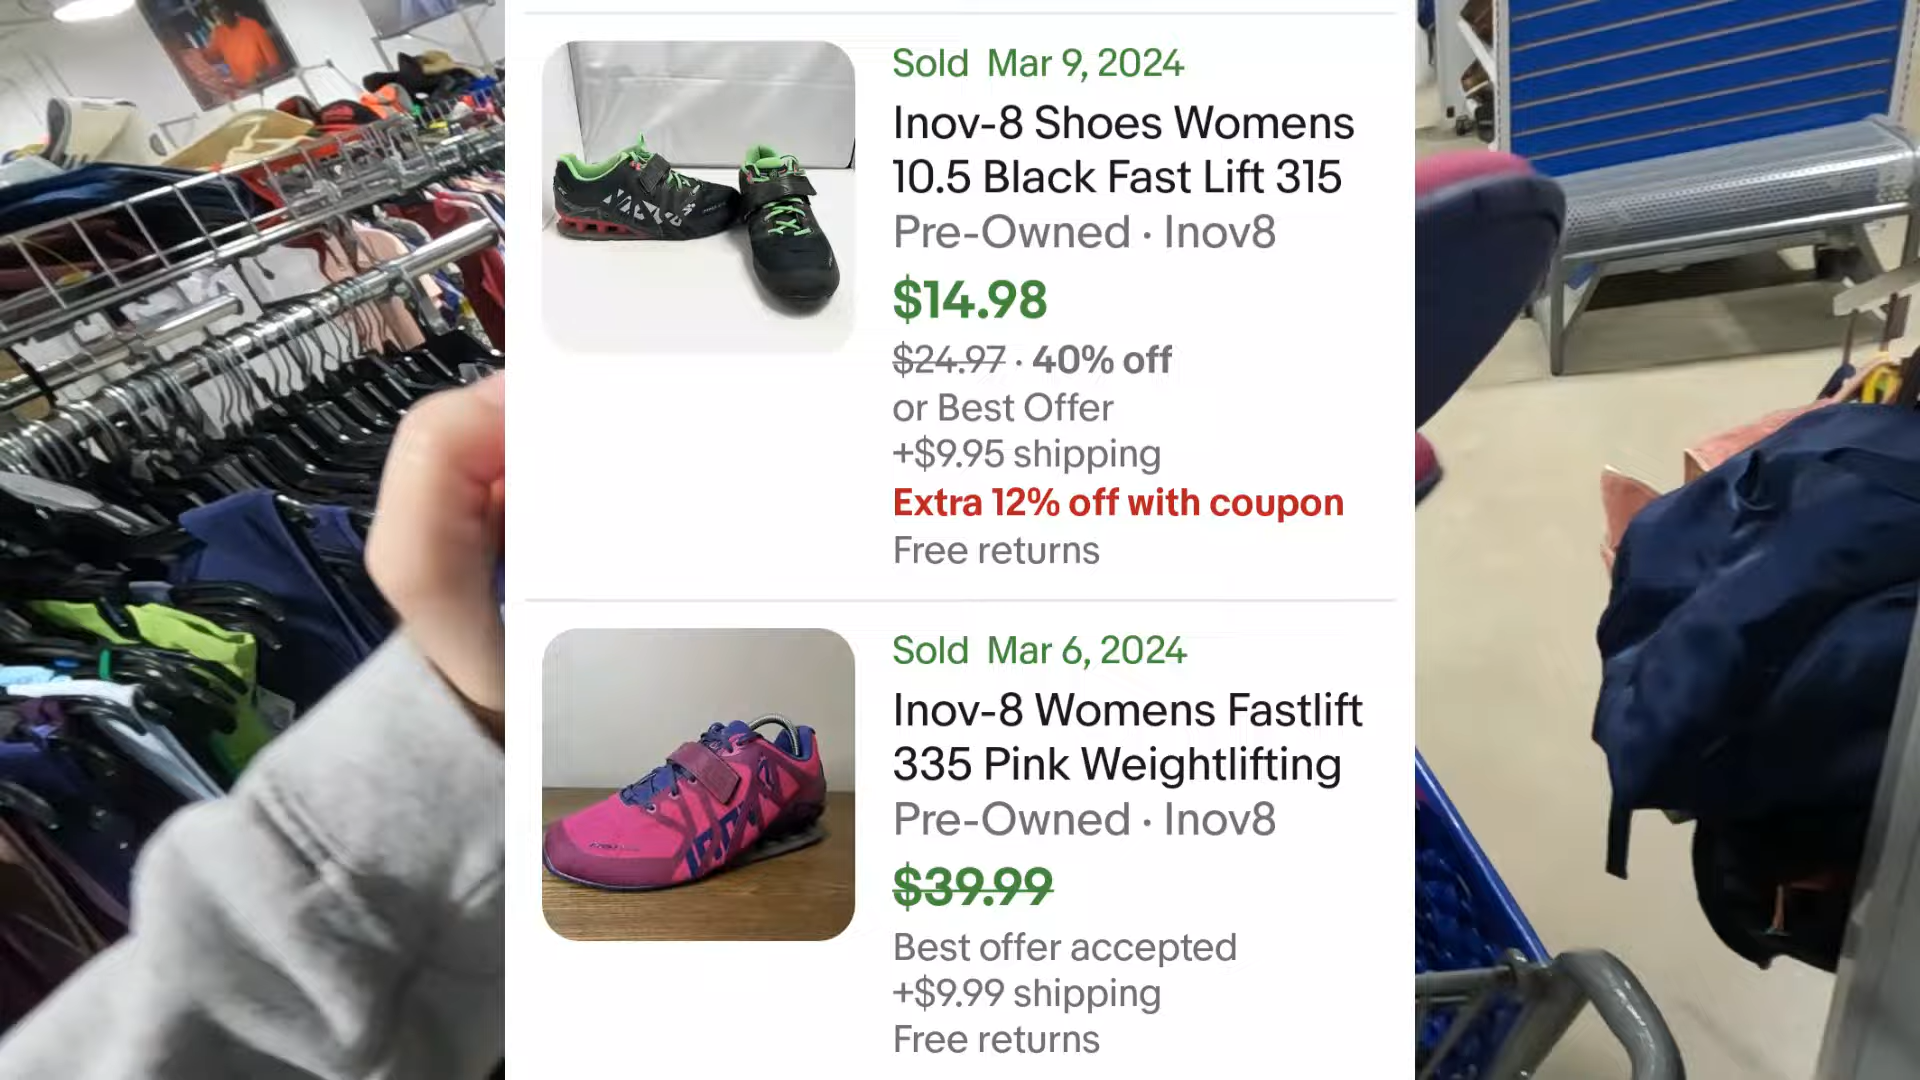 Sold Mar 9, 2024
Inov-8 Shoes Womens
10.5 Black Fast Lift 315
Pre-Owned · Inov8
$14.98
$24.97 · 40% off
or Best Offer
+$9.95 shipping
Extra 12% off with coupon
Free returns
Sold Mar 6, 2024
Inov-8 Womens Fastlift
335 Pink Weightlifting
Pre-Owned · Inov8
$39.99
Best offer accepted
+$9.99 shipping
Free returns